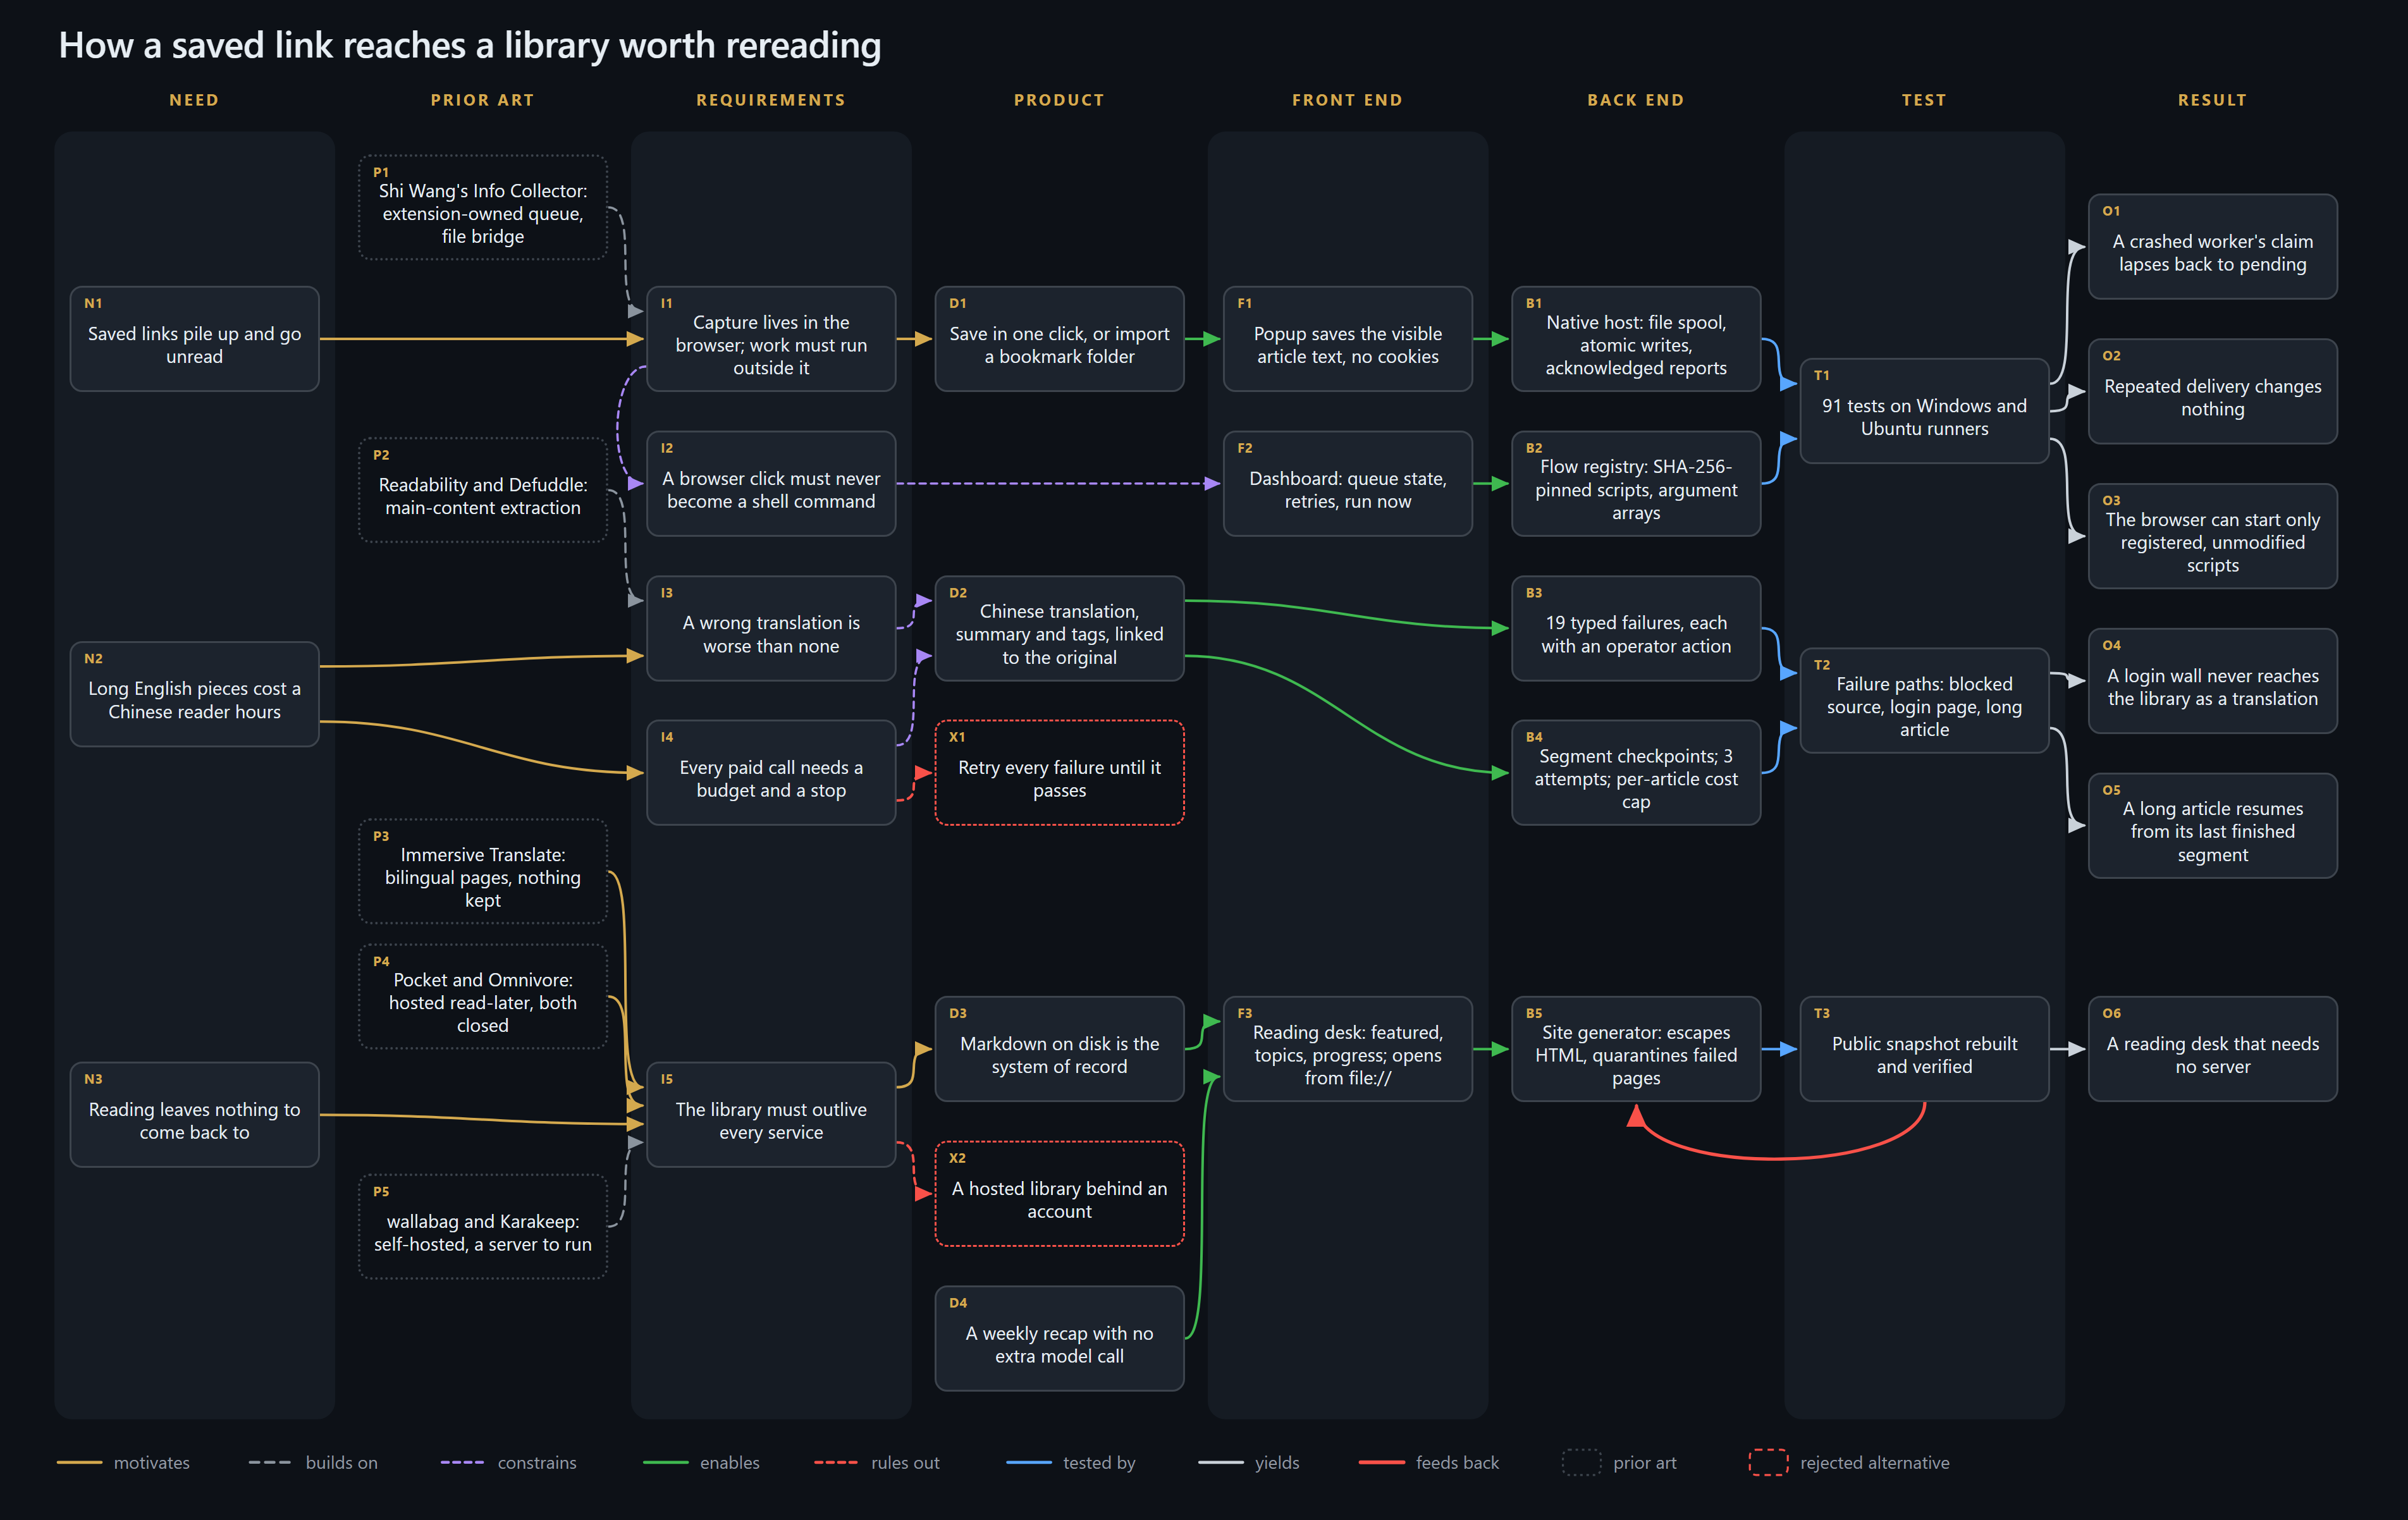 How a saved link reaches a library worth rereading
NEED
PRIOR ART
REQUIREMENTS
PRODUCT
FRONT END
BACK END
TEST
RESULT
N1
Saved links pile up and go
unread
N2
Long English pieces cost a
Chinese reader hours
N3
Reading leaves nothing to
come back to
P1
Shi Wang's Info Collector:
extension-owned queue,
file bridge
P2
Readability and Defuddle:
main-content extraction
P3
Immersive Translate:
bilingual pages, nothing
kept
P4
Pocket and Omnivore:
hosted read-later, both
closed
P5
wallabag and Karakeep:
self-hosted, a server to run
I1
Capture lives in the
browser; work must run
outside it
I2
A browser click must never
become a shell command
I3
A wrong translation is
worse than none
I4
Every paid call needs a
budget and a stop
I5
The library must outlive
every service
D1
Save in one click, or import
a bookmark folder
D2
Chinese translation,
summary and tags, linked
to the original
X1
Retry every failure until it
passes
D3
Markdown on disk is the
system of record
X2
A hosted library behind an
account
D4
A weekly recap with no
extra model call
F1
Popup saves the visible
article text, no cookies
F2
Dashboard: queue state,
retries, run now
F3
Reading desk: featured,
topics, progress; opens
from file://
B1
Native host: file spool,
atomic writes,
acknowledged reports
B2
Flow registry: SHA-256-
pinned scripts, argument
arrays
B3
19 typed failures, each
with an operator action
B4
Segment checkpoints; 3
attempts; per-article cost
cap
B5
Site generator: escapes
HTML, quarantines failed
pages
T1
91 tests on Windows and
Ubuntu runners
T2
Failure paths: blocked
source, login page, long
article
T3
Public snapshot rebuilt
and verified
O1
A crashed worker's claim
lapses back to pending
O2
Repeated delivery changes
nothing
O3
The browser can start only
registered, unmodified
scripts
O4
A login wall never reaches
the library as a translation
O5
A long article resumes
from its last finished
segment
O6
A reading desk that needs
no server
motivates
builds on
constrains
enables
rules out
tested by
yields
feeds back
prior art
rejected alternative